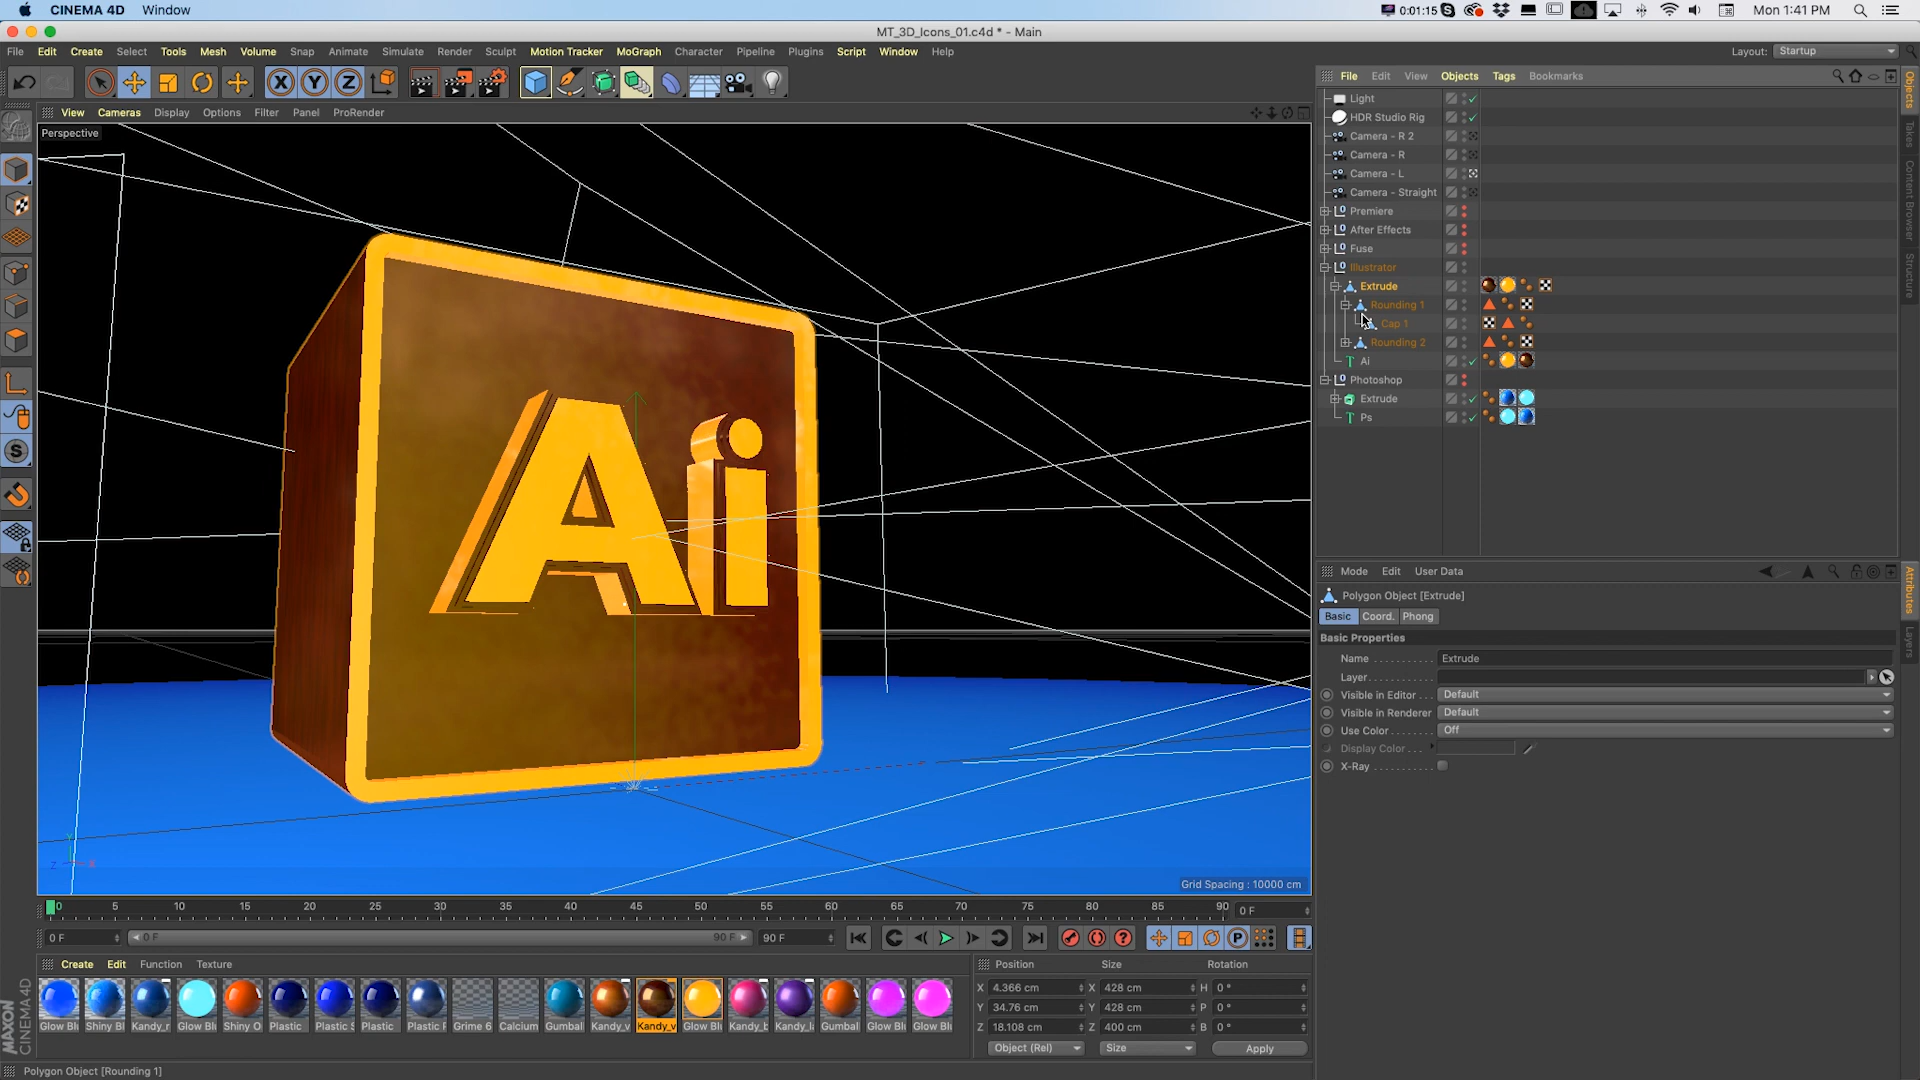 CINEMA 4D Window
0:01:15 Mon 1:41 PM
MT_3D_Icons_01.c4d * - Main
File Edit Create Select Tools Mesh Volume Snap Animate Simulate Render Sculpt Motion Tracker MoGraph Character Pipeline Plugins Script Window Help
Layout: Startup
X Y Z
View Cameras Display Options Filter Panel ProRender
Perspective
Ai
Grid Spacing : 10000 cm
File Edit View Objects Tags Bookmarks
Light
HDR Studio Rig
Camera - R 2
Camera - R
Camera - L
Camera - Straight
Premiere
After Effects
Fuse
Illustrator
Extrude
Rounding 1
Cap 1
Rounding 2
Ai
Photoshop
Extrude
Ps
Objects
Takes
Content Browser
Structure
Mode Edit User Data
Polygon Object [Extrude]
Basic Coord. Phong
Basic Properties
Name Extrude
Layer
Visible in Editor Default
Visible in Renderer Default
Use Color Off
Display Color
X-Ray
Attributes
Layers
0 5 10 15 20 25 30 35 40 45 50 55 60 65 70 75 80 85 90 0 F
0 F 0 F 90 F 90 F
Create Edit Function Texture
Glow Bl Shiny Bl Kandy_r Glow Bl Shiny O Plastic Plastic S Plastic Plastic F Grime 6 Calcium Gumball Kandy_v Kandy_v Glow Bl Kandy_b Kandy_l Gumbal Glow Bl Glow Bl
Position Size Rotation
X 4.366 cm X 428 cm H 0 °
Y 34.76 cm Y 428 cm P 0 °
Z 18.108 cm Z 400 cm B 0 °
Object (Rel) Size Apply
MAXON
CINEMA 4D
Polygon Object [Rounding 1]